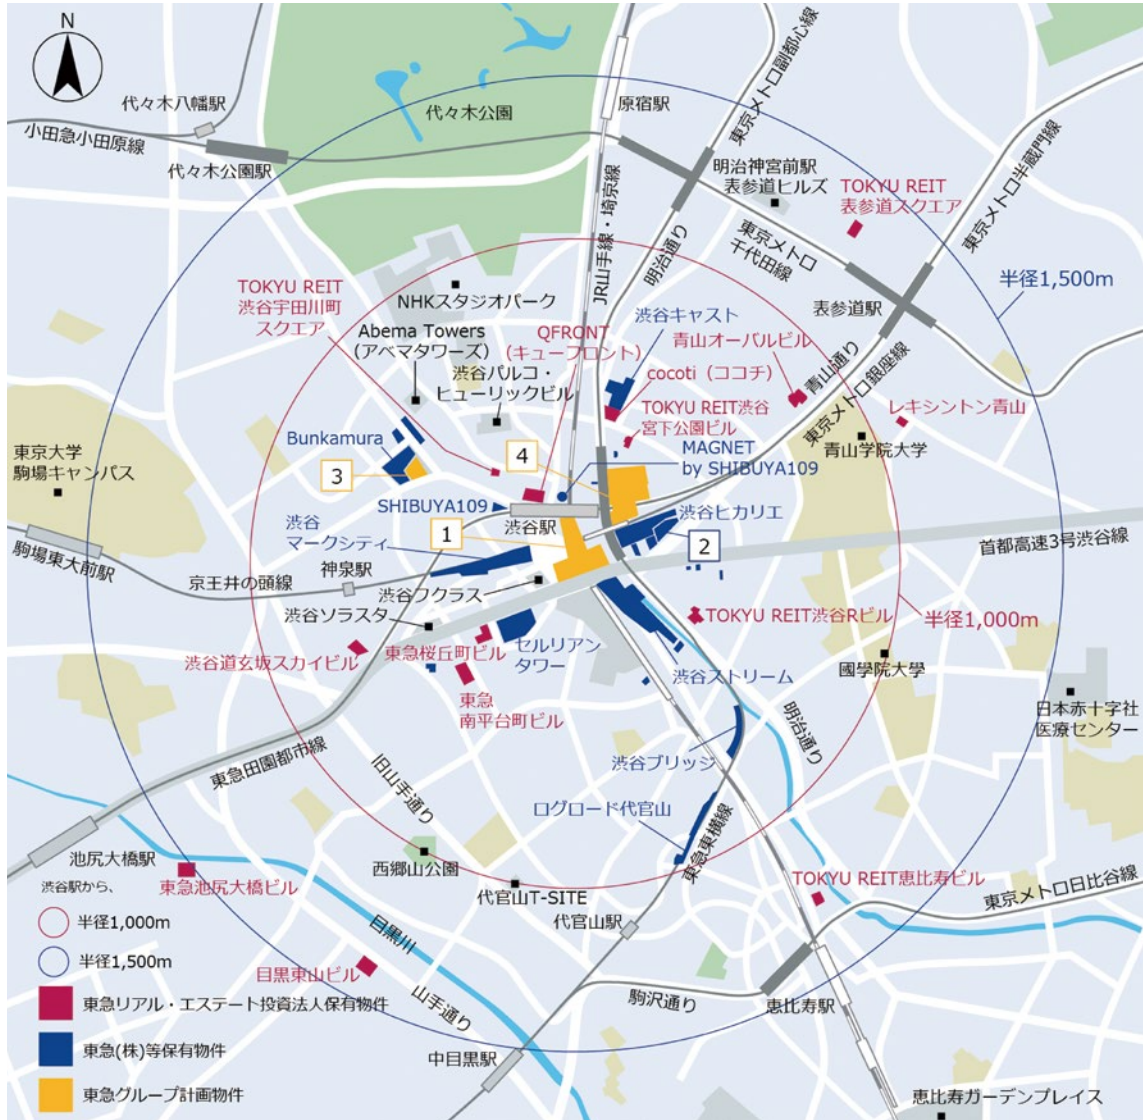 N
代々木八幡駅
小田急小田原線
代々木公園駅
代々木公園
原宿駅
東京メトロ副都心線
明治神宮前駅
表参道ヒルズ
TOKYU REIT
表参道スクエア
東京メトロ半蔵門線
JR山手線・埼京線
明治通り
東京メトロ
千代田線
表参道駅
半径1,500m
TOKYU REIT
渋谷宇田川町
スクエア
NHKスタジオパーク
Abema Towers
(アベマタワーズ)
渋谷パルコ・
ヒューリックビル
QFRONT
(キューフロント)
渋谷キャスト
青山オーバルビル
青山通り
東京メトロ銀座線
cocoti（ココチ）
TOKYU REIT渋谷
宮下公園ビル
レキシントン青山
青山学院大学
東京大学
駒場キャンパス
Bunkamura
3
4
MAGNET
by SHIBUYA109
SHIBUYA109
渋谷駅
渋谷ヒカリエ
渋谷
マークシティ
1
2
首都高速3号渋谷線
駒場東大前駅
京王井の頭線
神泉駅
渋谷フクラス
渋谷ソラスタ
TOKYU REIT渋谷Rビル
半径1,000m
渋谷道玄坂スカイビル
東急桜丘町ビル
セルリアン
タワー
渋谷ストリーム
國學院大學
東急
南平台町ビル
日本赤十字社
医療センター
東急田園都市線
旧山手通り
明治通り
渋谷ブリッジ
ログロード代官山
東急東横線
池尻大橋駅
東急池尻大橋ビル
西郷山公園
代官山T-SITE
代官山駅
TOKYU REIT恵比寿ビル
東京メトロ日比谷線
渋谷駅から、
半径1,000m
半径1,500m
目黒川
目黒東山ビル
山手通り
駒沢通り
恵比寿駅
中目黒駅
恵比寿ガーデンプレイス
東急リアル・エステート投資法人保有物件
東急(株)等保有物件
東急グループ計画物件